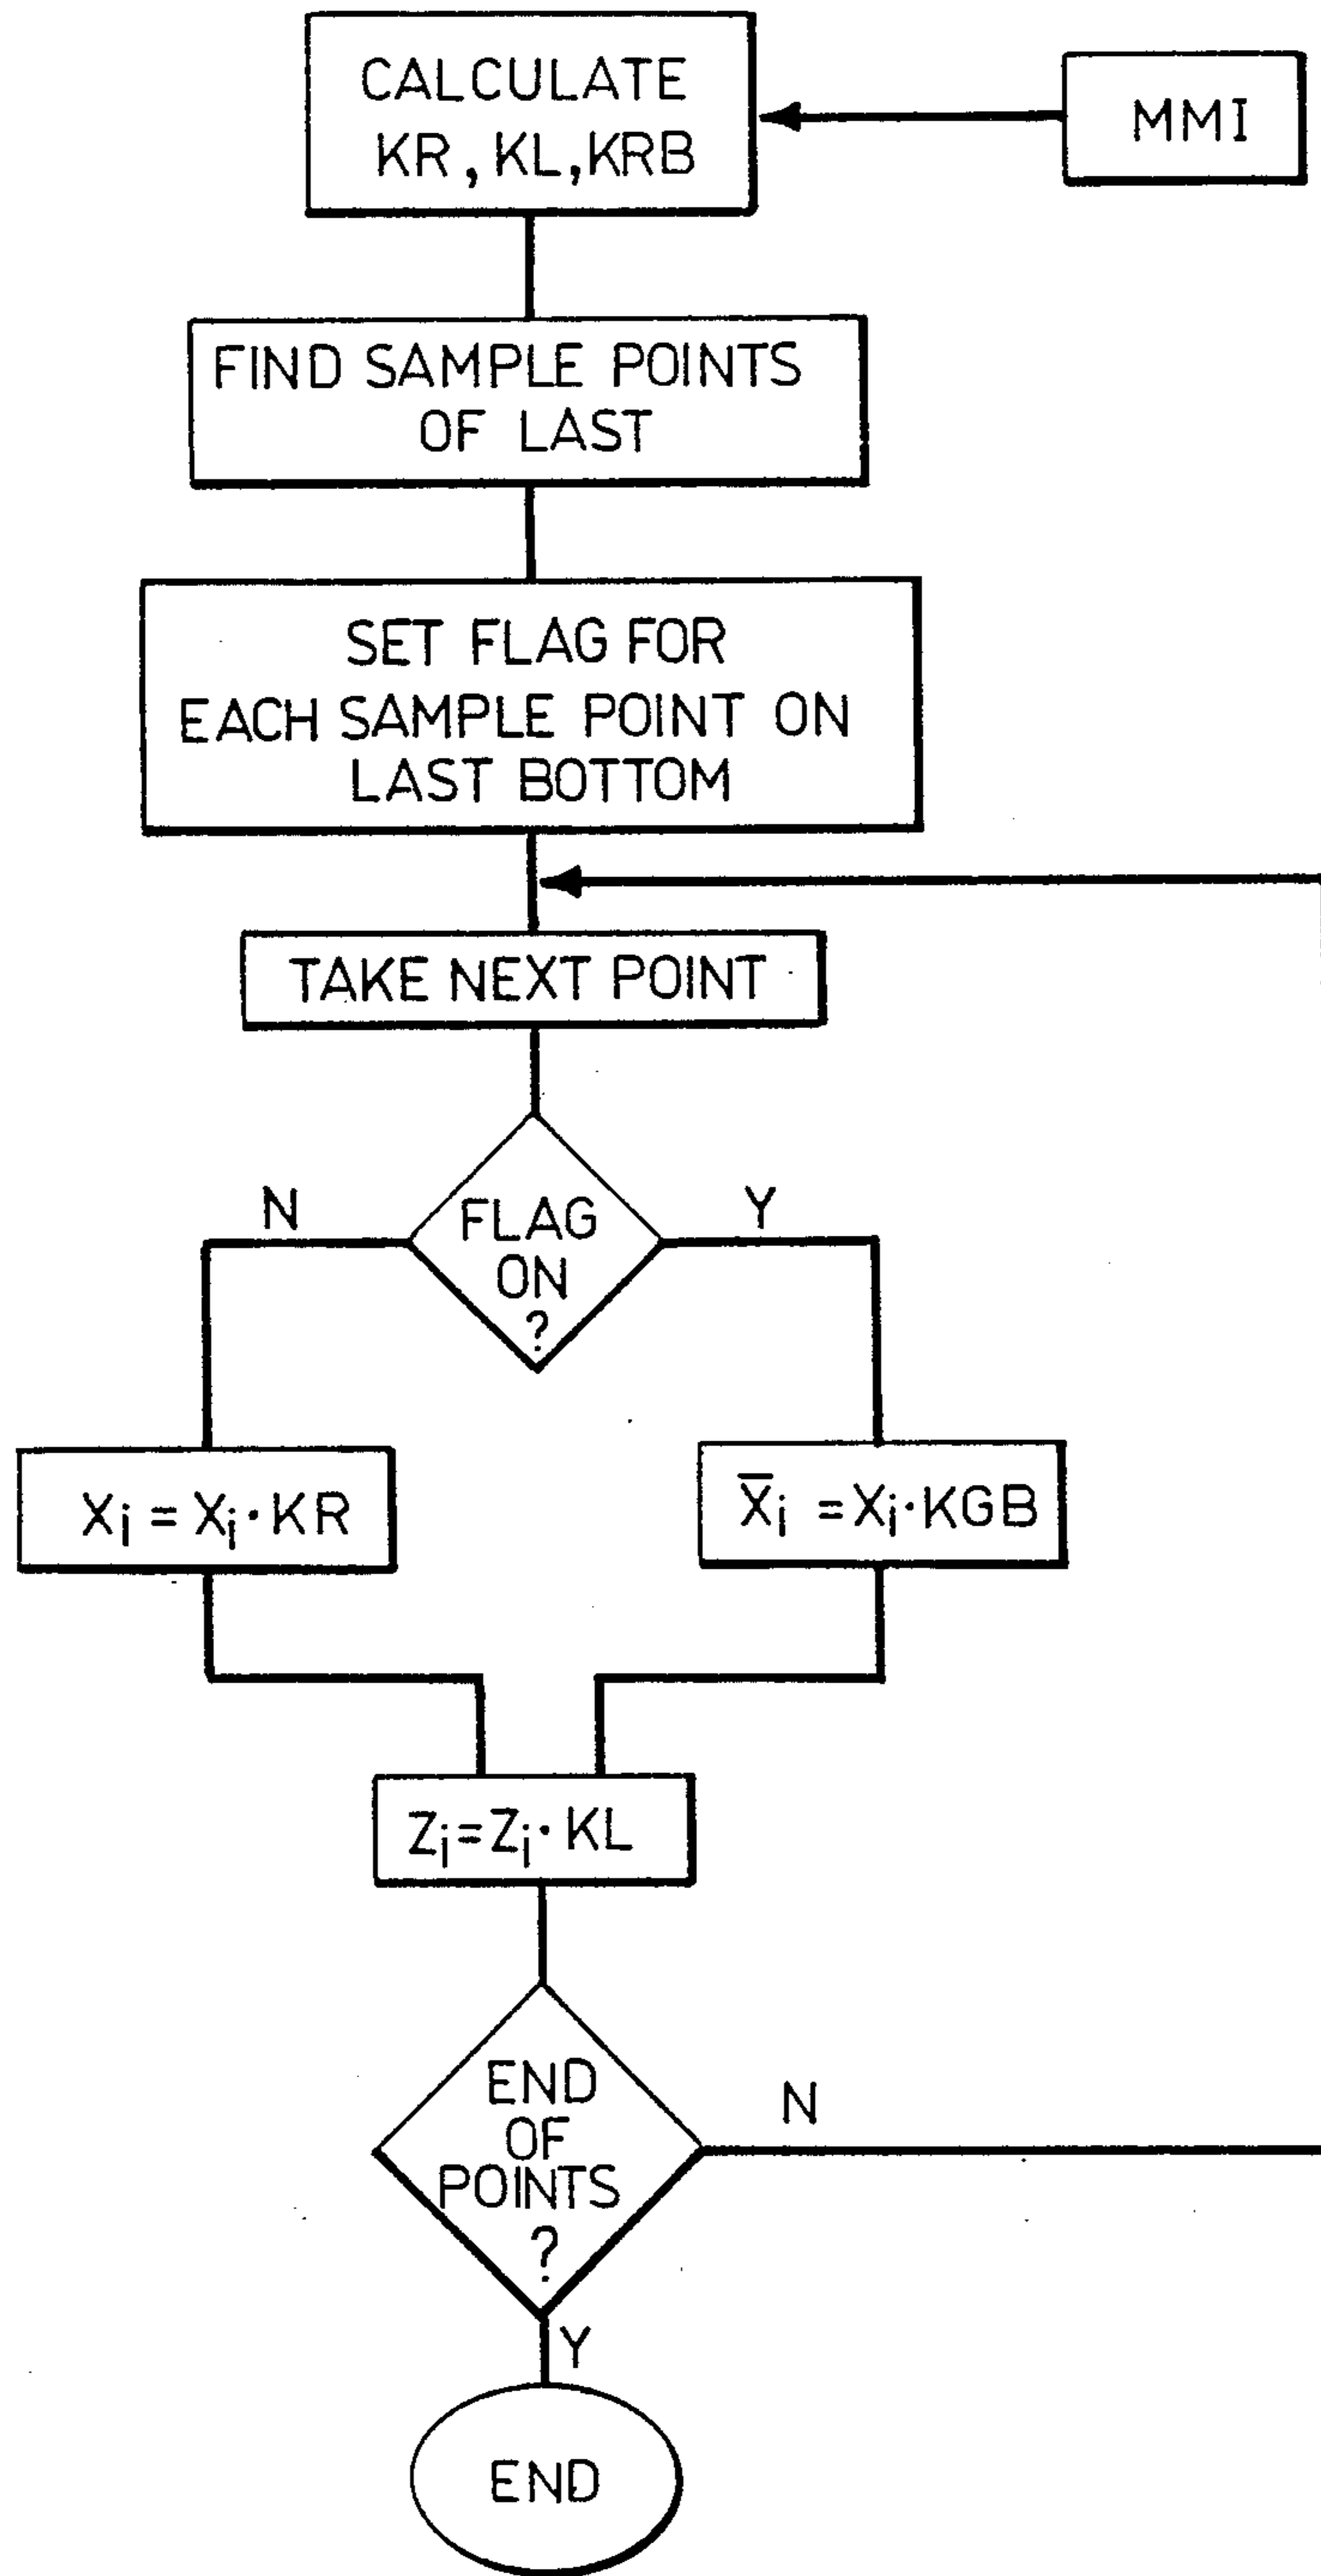 CALCULATE
KR, KL, KRB
MMI
FIND SAMPLE POINTS
OF LAST
SET FLAG FOR
EACH SAMPLE POINT ON
LAST BOTTOM
TAKE NEXT POINT
N
FLAG
ON
?
Y
Xi = Xi · KR
X̅i = Xi · KGB
Zi = Zi · KL
END
OF
POINTS
?
N
Y
END